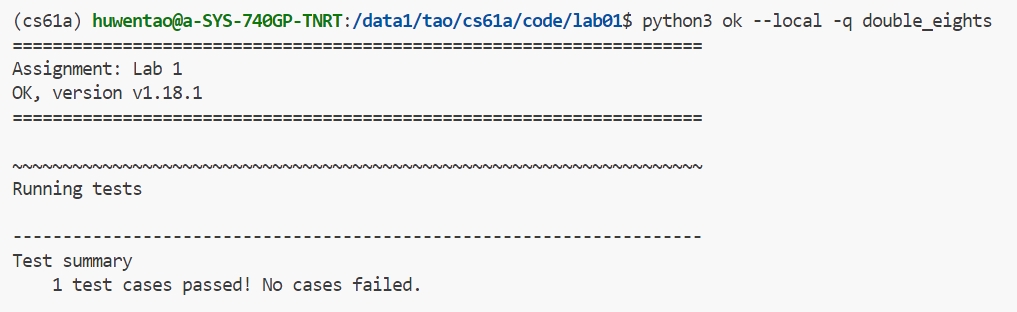 (cs61a) huwentao@a-SYS-740GP-TNRT:/data1/tao/cs61a/code/lab01$ python3 ok --local -q double_eights
=====================================================================
Assignment: Lab 1
OK, version v1.18.1
=====================================================================
~~~~~~~~~~~~~~~~~~~~~~~~~~~~~~~~~~~~~~~~~~~~~~~~~~~~~~~~~~~~~~~~~~~~~
Running tests
---------------------------------------------------------------------
Test summary
    1 test cases passed! No cases failed.